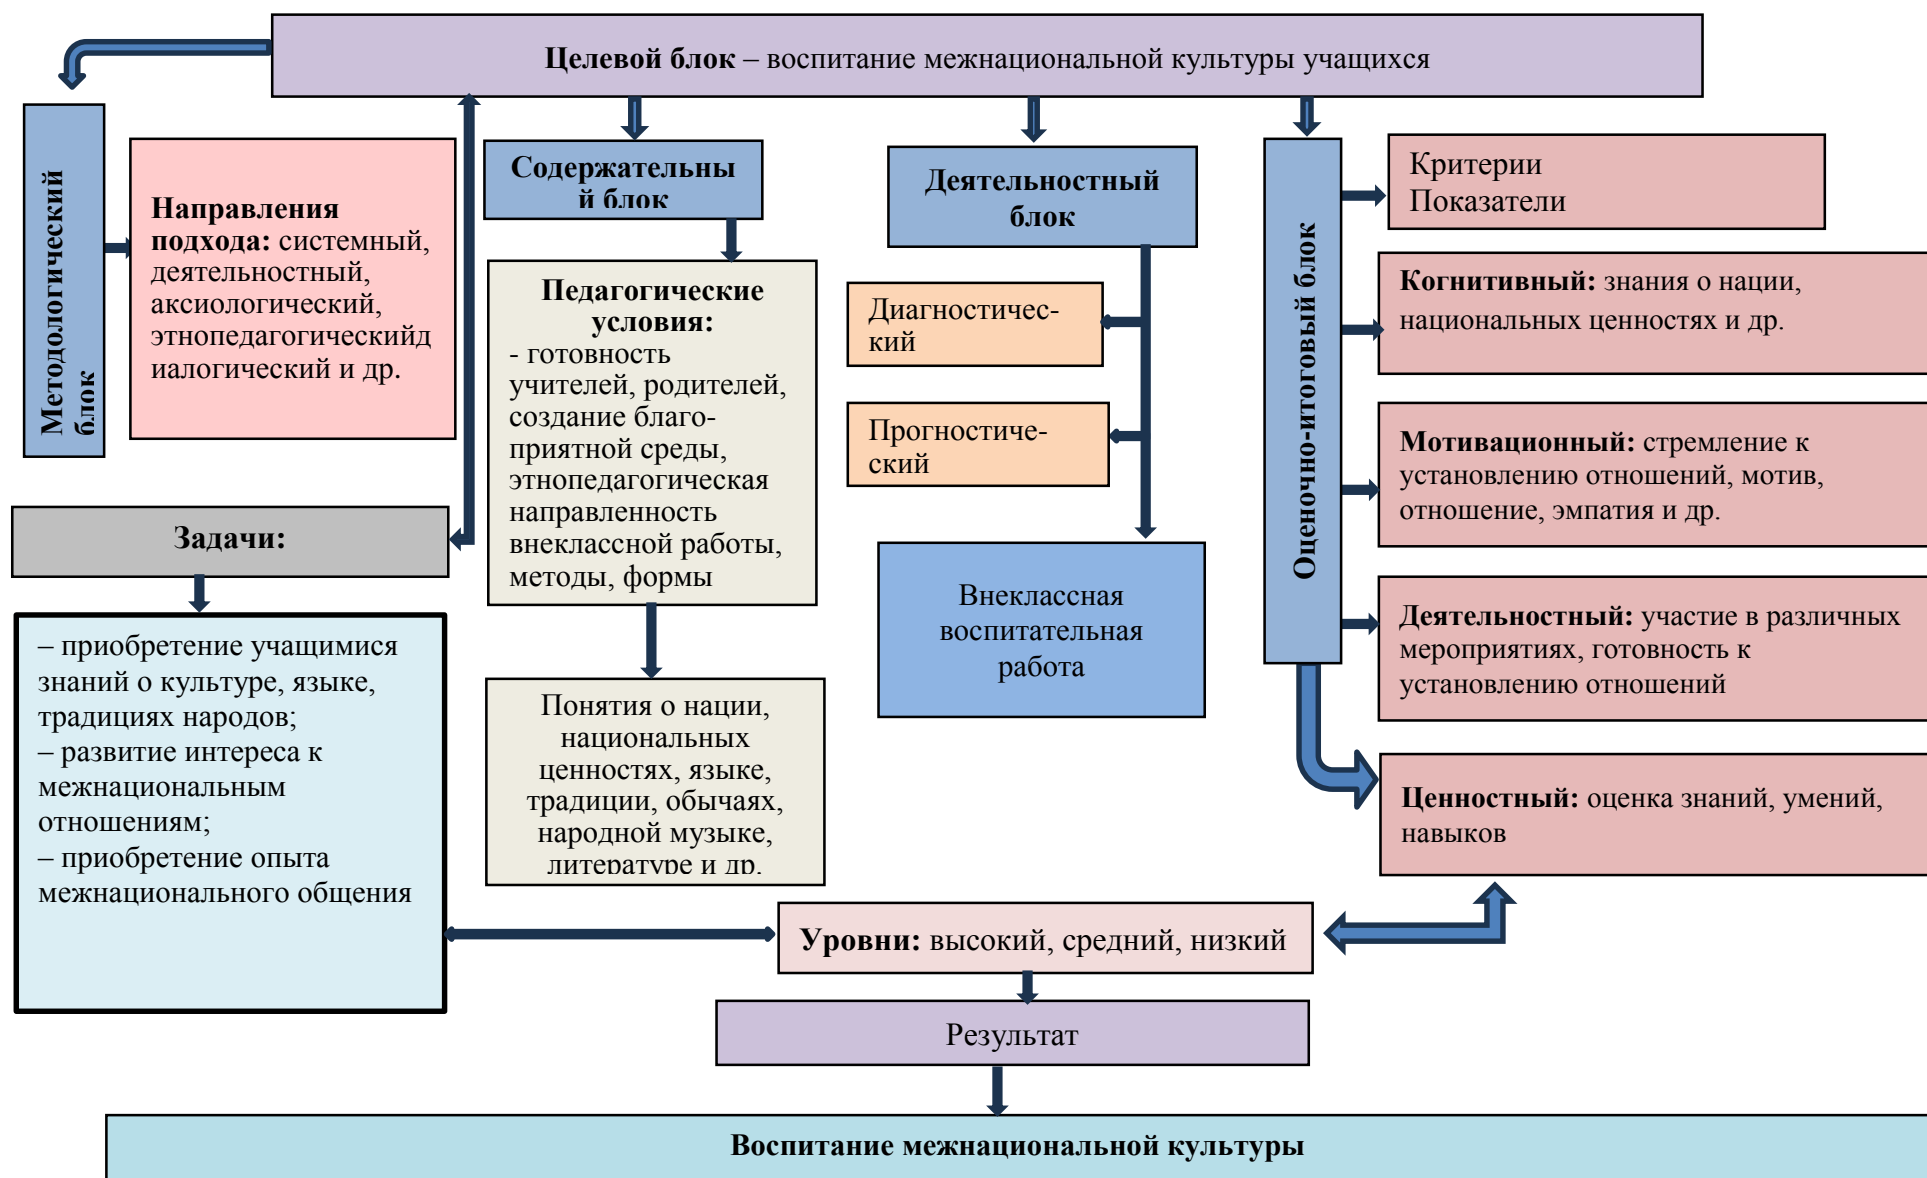 Целевой блок – воспитание межнациональной культуры учащихся
Методологический
блок
Направления
подхода: системный,
деятельностный,
аксиологический,
этнопедагогическийд
иалогический и др.
Задачи:
– приобретение учащимися
знаний о культуре, языке,
традициях народов;
– развитие интереса к
межнациональным
отношениям;
– приобретение опыта
межнационального общения
Содержательны
й блок
Педагогические
условия:
- готовность
учителей, родителей,
создание благо-
приятной среды,
этнопедагогическая
направленность
внеклассной работы,
методы, формы
Понятия о нации,
национальных
ценностях, языке,
традиции, обычаях,
народной музыке,
литературе и др.
Деятельностный
блок
Диагностичес-
кий
Прогностиче-
ский
Внеклассная
воспитательная
работа
Оценочно-итоговый блок
Критерии
Показатели
Когнитивный: знания о нации,
национальных ценностях и др.
Мотивационный: стремление к
установлению отношений, мотив,
отношение, эмпатия и др.
Деятельностный: участие в различных
мероприятиях, готовность к
установлению отношений
Ценностный: оценка знаний, умений,
навыков
Уровни: высокий, средний, низкий
Результат
Воспитание межнациональной культуры